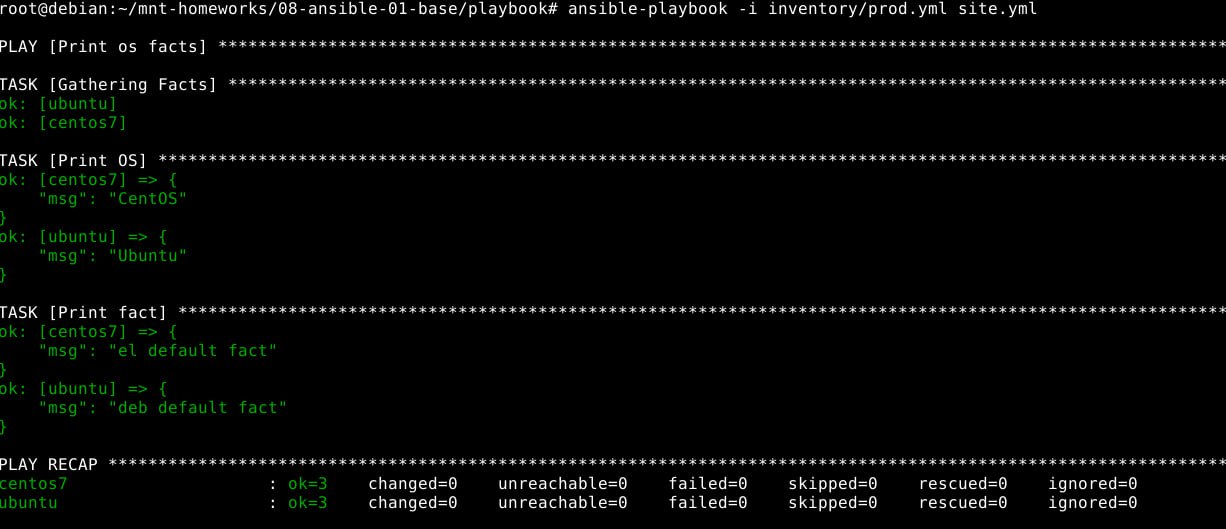 root@debian:~/mnt-homeworks/08-ansible-01-base/playbook# ansible-playbook -i inventory/prod.yml site.yml
PLAY [Print os facts] *****************************************************************************************************
TASK [Gathering Facts] ****************************************************************************************************
ok: [ubuntu]
ok: [centos7]
TASK [Print OS] ***********************************************************************************************************
ok: [centos7] => {
    "msg": "CentOS"
}
ok: [ubuntu] => {
    "msg": "Ubuntu"
}
TASK [Print fact] *********************************************************************************************************
ok: [centos7] => {
    "msg": "el default fact"
}
ok: [ubuntu] => {
    "msg": "deb default fact"
}
PLAY RECAP ****************************************************************************************************************
centos7                    : ok=3    changed=0    unreachable=0    failed=0    skipped=0    rescued=0    ignored=0
ubuntu                     : ok=3    changed=0    unreachable=0    failed=0    skipped=0    rescued=0    ignored=0